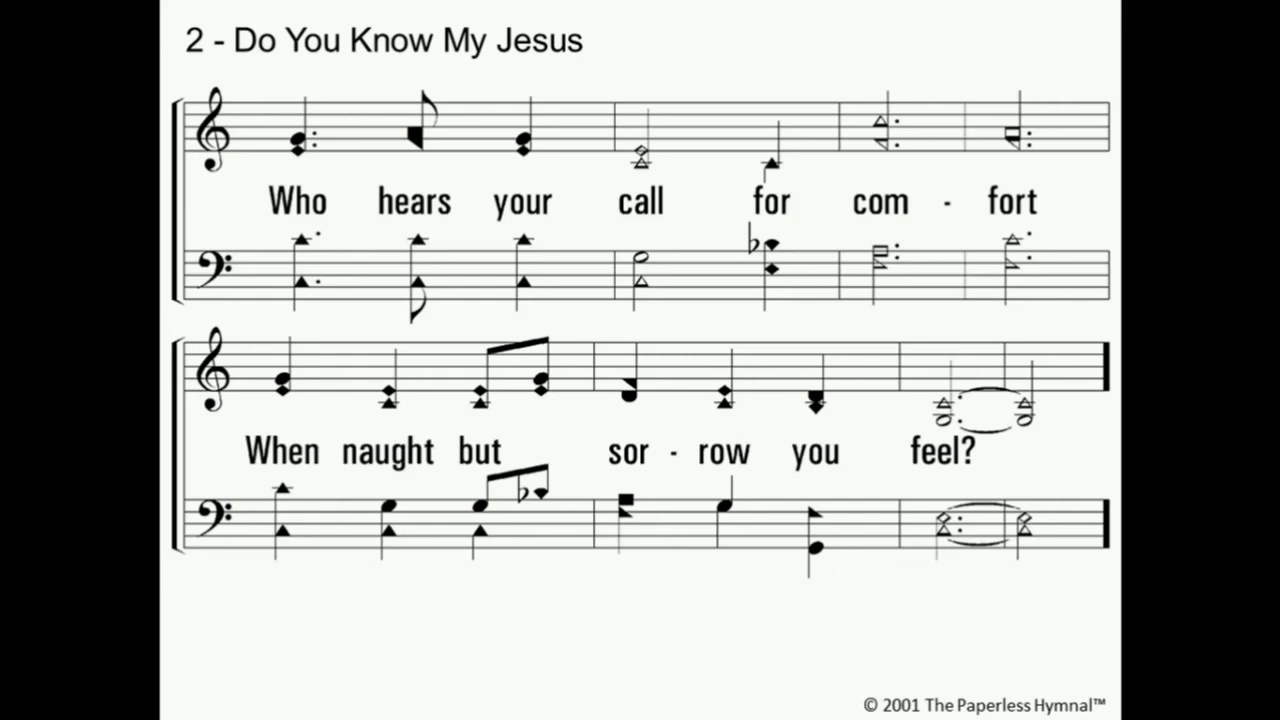 2 - Do You Know My Jesus
Who hears your call for com - fort
When naught but sor - row you feel?
© 2001 The Paperless Hymnal™